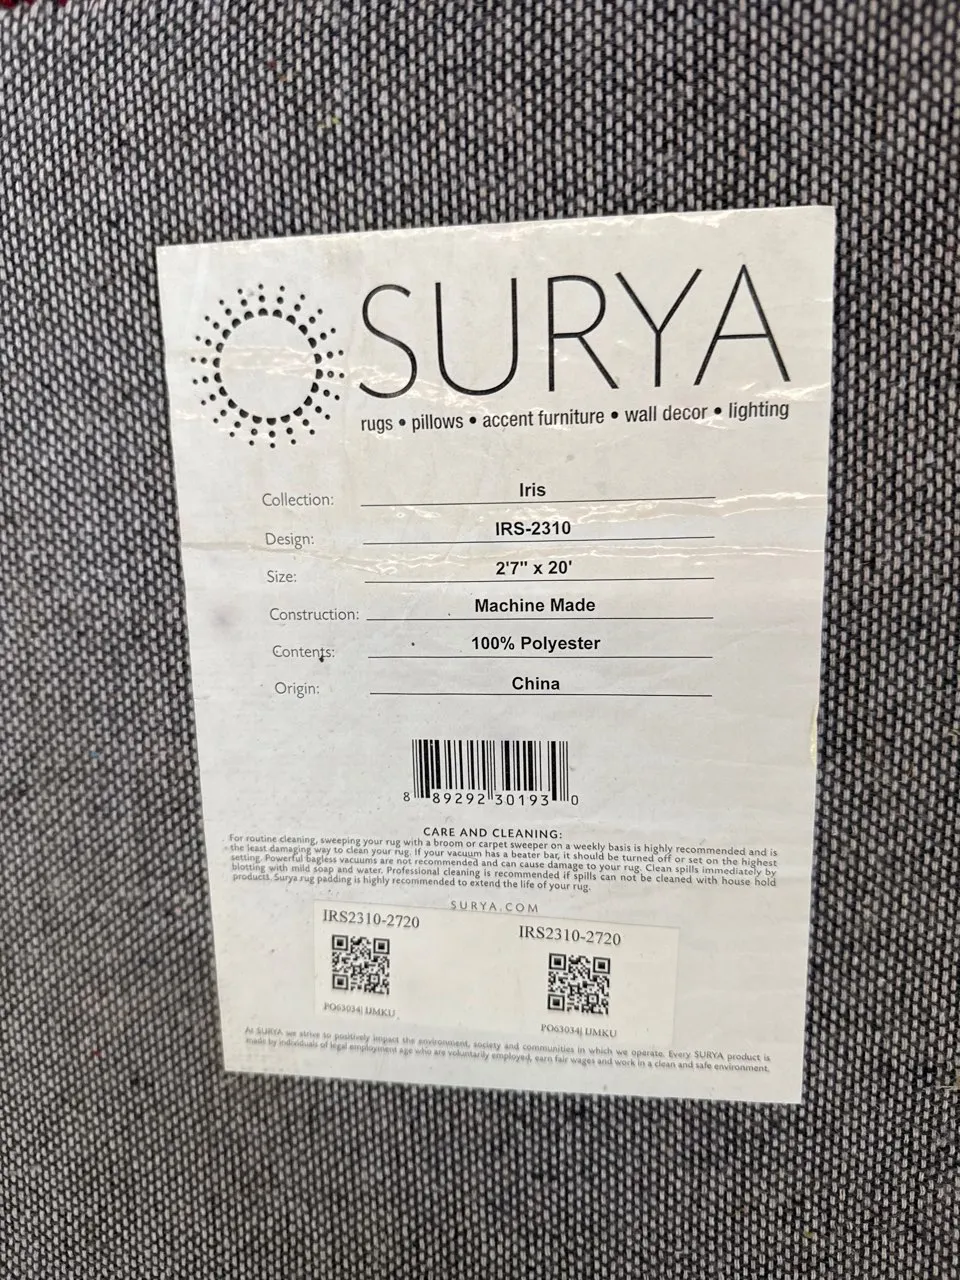 SURYA
rugs • pillows • accent furniture • wall decor • lighting
Collection: Iris
Design: IRS-2310
Size: 2'7" x 20'
Construction: Machine Made
Contents: 100% Polyester
Origin: China
8 89292 30193 0
CARE AND CLEANING:
For routine cleaning, sweeping your rug with a broom or carpet sweeper on a weekly basis is highly recommended and is
the least damaging way to clean your rug. If your vacuum has a beater bar, it should be turned off or set on the highest
setting. Powerful bagless vacuums are not recommended and can cause damage to your rug. Clean spills immediately by
blotting with mild soap and water. Professional cleaning is recommended if spills can not be cleaned with house hold
product. Surya rug padding is highly recommended to extend the life of your rug.
SURYA.COM
IRS2310-2720
PO63034| IJMKU
IRS2310-2720
PO63034| IJMKU
At SURYA we strive to positively impact the environment, society and communities in which we operate. Every SURYA product is
made by individuals of legal employment age who are voluntarily employed, earn fair wages and work in a clean and safe environment.